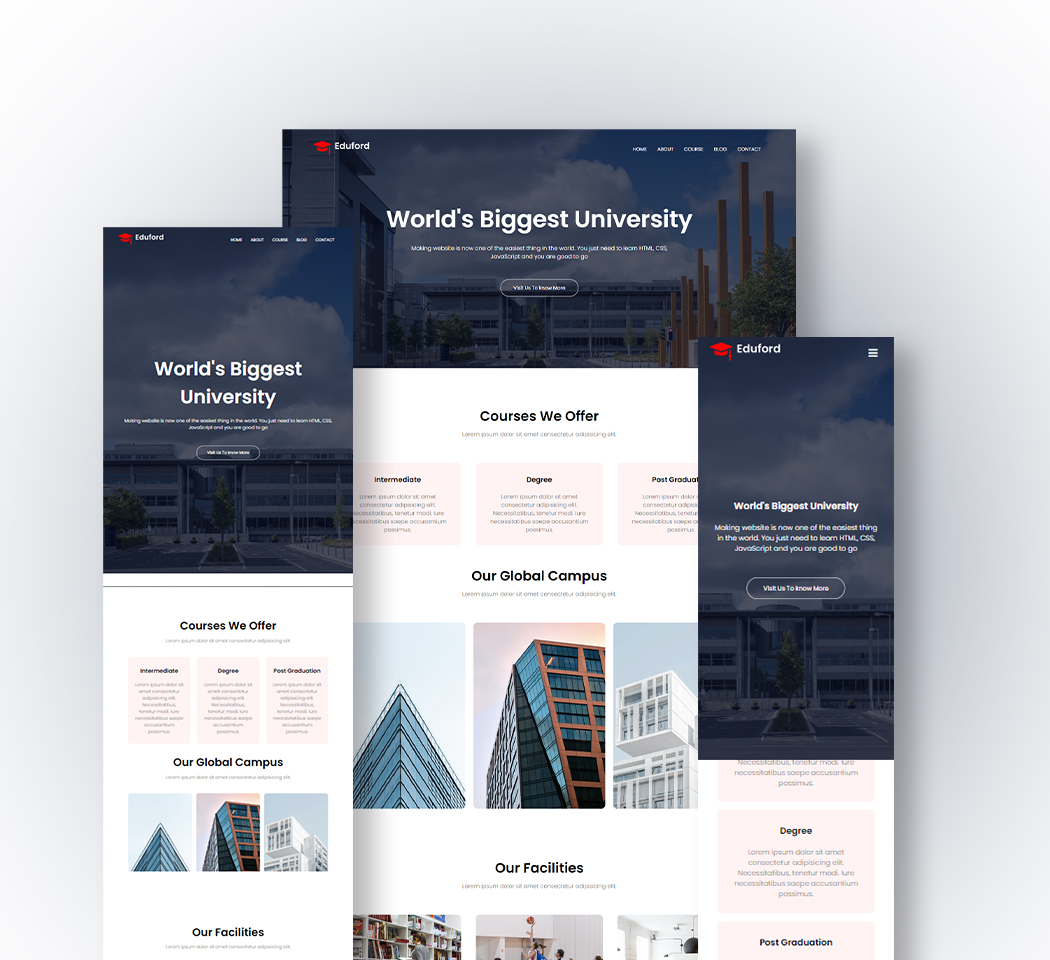 Eduford
HOME ABOUT COURSE BLOG CONTACT
World's Biggest University
Making website is now one of the easiest thing in the world. You just need to learn HTML, CSS,
JavaScript and you are good to go
Visit Us To Know More
Courses We Offer
Lorem ipsum dolor sit amet consectetur adipisicing elit.
Intermediate
Lorem ipsum dolor sit amet
consectetur adipisicing elit.
Necessitatibus, tenetur modi. Iure
necessitatibus saepe accusantium
possimus.
Degree
Lorem ipsum dolor sit amet
consectetur adipisicing elit.
Necessitatibus, tenetur modi. Iure
necessitatibus saepe accusantium
possimus.
Post Graduat
Lorem ipsum dolor s
consectetur adipis
Necessitatibus, tene
necessitatibus saepe a
possimus.
Our Global Campus
Lorem ipsum dolor sit amet consectetur adipisicing elit.
Our Facilities
Lorem ipsum dolor sit amet consectetur adipisicing elit.
Eduford
HOME ABOUT COURSE BLOG CONTACT
World's Biggest
University
Making website is now one of the easiest thing in the world. You just need to learn HTML, CSS,
JavaScript and you are good to go
Visit Us To Know More
Courses We Offer
Lorem ipsum dolor sit amet consectetur adipisicing elit.
Intermediate
Lorem ipsum dolor sit
amet consectetur
adipisicing elit.
Necessitatibus,
tenetur modi. Iure
necessitatibus saepe
accusantium
possimus.
Degree
Lorem ipsum dolor sit
amet consectetur
adipisicing elit.
Necessitatibus,
tenetur modi. Iure
necessitatibus saepe
accusantium
possimus.
Post Graduation
Lorem ipsum dolor sit
amet consectetur
adipisicing elit.
Necessitatibus,
tenetur modi. Iure
necessitatibus saepe
accusantium
possimus.
Our Global Campus
Lorem ipsum dolor sit amet consectetur adipisicing elit.
Our Facilities
Lorem ipsum dolor sit amet consectetur adipisicing elit.
Eduford
World's Biggest University
Making website is now one of the easiest thing
in the world. You just need to learn HTML, CSS,
JavaScript and you are good to go
Visit Us To Know More
Necessitatibus, tenetur modi. Iure
necessitatibus saepe accusantium
possimus.
Degree
Lorem ipsum dolor sit amet
consectetur adipisicing elit.
Necessitatibus, tenetur modi. Iure
necessitatibus saepe accusantium
possimus.
Post Graduation